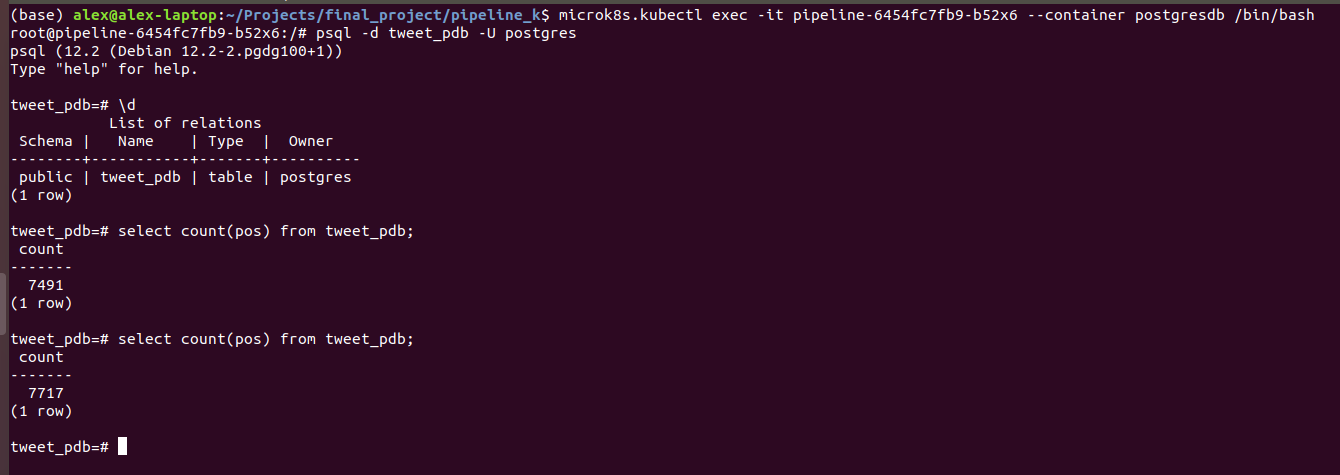 (base) alex@alex-laptop:~/Projects/final_project/pipeline_k$ microk8s.kubectl exec -it pipeline-6454fc7fb9-b52x6 --container postgresdb /bin/bash
root@pipeline-6454fc7fb9-b52x6:/# psql -d tweet_pdb -U postgres
psql (12.2 (Debian 12.2-2.pgdg100+1))
Type "help" for help.

tweet_pdb=# \d
           List of relations
 Schema |   Name    | Type  |  Owner
--------+-----------+-------+----------
 public | tweet_pdb | table | postgres
(1 row)

tweet_pdb=# select count(pos) from tweet_pdb;
 count
-------
  7491
(1 row)

tweet_pdb=# select count(pos) from tweet_pdb;
 count
-------
  7717
(1 row)

tweet_pdb=#